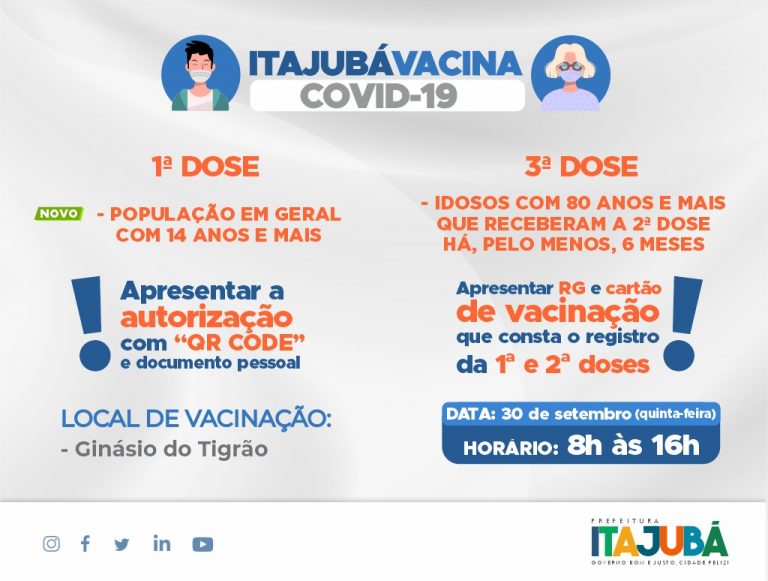 ITAJUBÁVACINA
COVID-19
1ª DOSE
NOVO
- POPULAÇÃO EM GERAL
COM 14 ANOS E MAIS
Apresentar a
autorização
com “QR CODE”
e documento pessoal
LOCAL DE VACINAÇÃO:
- Ginásio do Tigrão
3ª DOSE
- IDOSOS COM 80 ANOS E MAIS
QUE RECEBERAM A 2ª DOSE
HÁ, PELO MENOS, 6 MESES
Apresentar RG e cartão
de vacinação
que consta o registro
da 1ª e 2ª doses
DATA: 30 de setembro (quinta-feira)
HORÁRIO: 8h às 16h
PREFEITURA
ITAJUBÁ
GOVERNO BOM E JUSTO, CIDADE FELIZ!